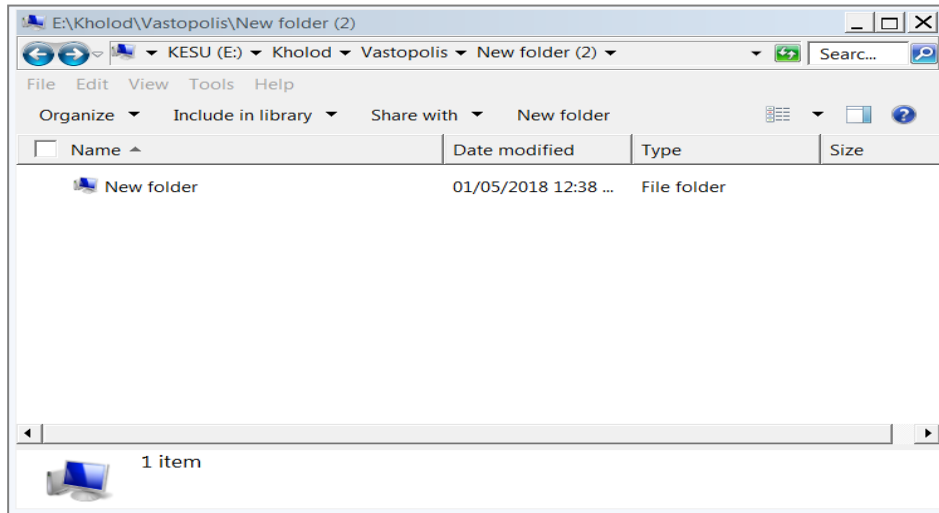 E:\Kholod\Vastopolis\New folder (2)
KESU (E:) Kholod Vastopolis New folder (2) Searc...
File Edit View Tools Help
Organize Include in library Share with New folder
Name Date modified Type Size
New folder 01/05/2018 12:38 ... File folder
1 item